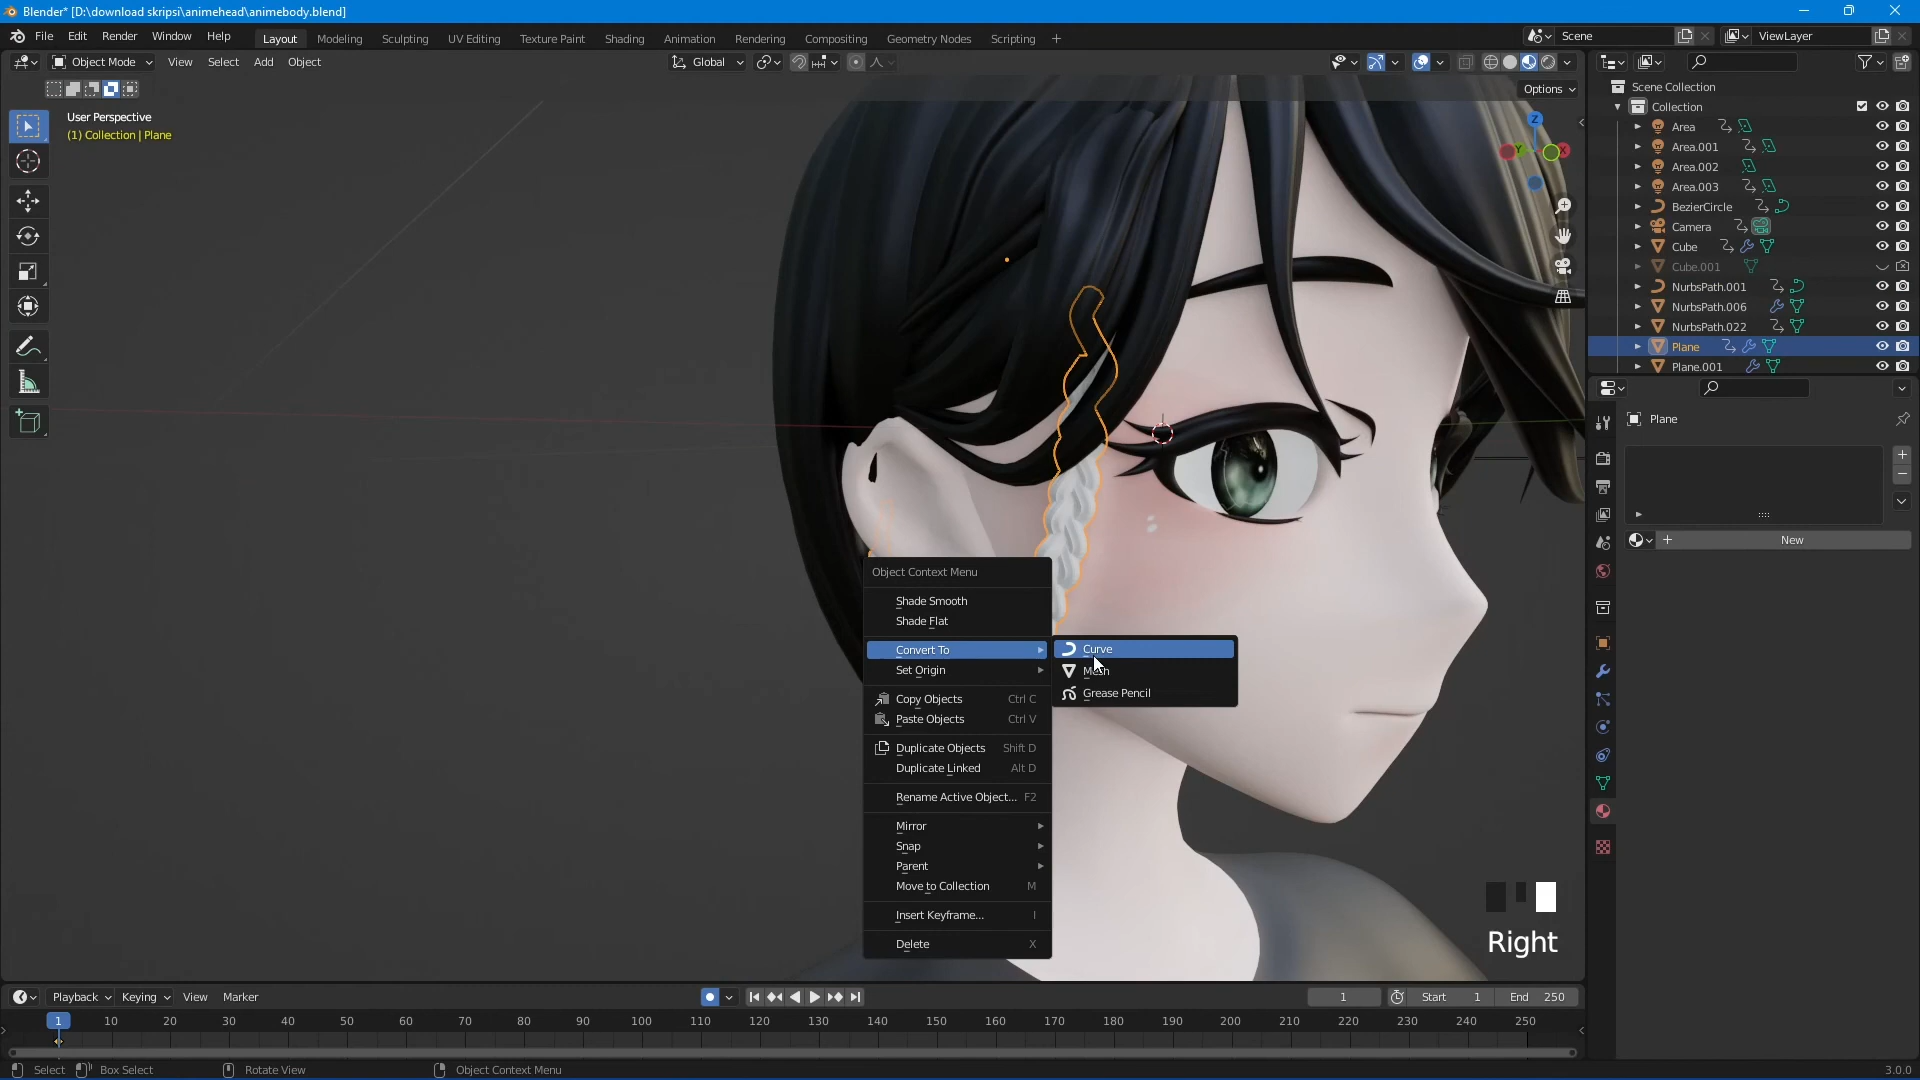 Blender* [D:\download skripsi\animehead\animebody.blend]
File Edit Render Window Help
Layout Modeling Sculpting UV Editing Texture Paint Shading Animation Rendering Compositing Geometry Nodes Scripting +
Scene ViewLayer
Object Mode View Select Add Object Global
Options
User Perspective
(1) Collection | Plane
Z
Y X
Scene Collection
Collection
Area
Area.001
Area.002
Area.003
BezierCircle
Camera
Cube
Cube.001
NurbsPath.001
NurbsPath.006
NurbsPath.022
Plane
Plane.001
Plane
New
Object Context Menu
Shade Smooth
Shade Flat
Convert To
Set Origin
Copy Objects Ctrl C
Paste Objects Ctrl V
Duplicate Objects Shift D
Duplicate Linked Alt D
Rename Active Object... F2
Mirror
Snap
Parent
Move to Collection M
Insert Keyframe... I
Delete X
Curve
Mesh
Grease Pencil
Right
Playback Keying View Marker
1 Start 1 End 250
1 10 20 30 40 50 60 70 80 90 100 110 120 130 140 150 160 170 180 190 200 210 220 230 240 250
Select Box Select Rotate View Object Context Menu 3.0.0